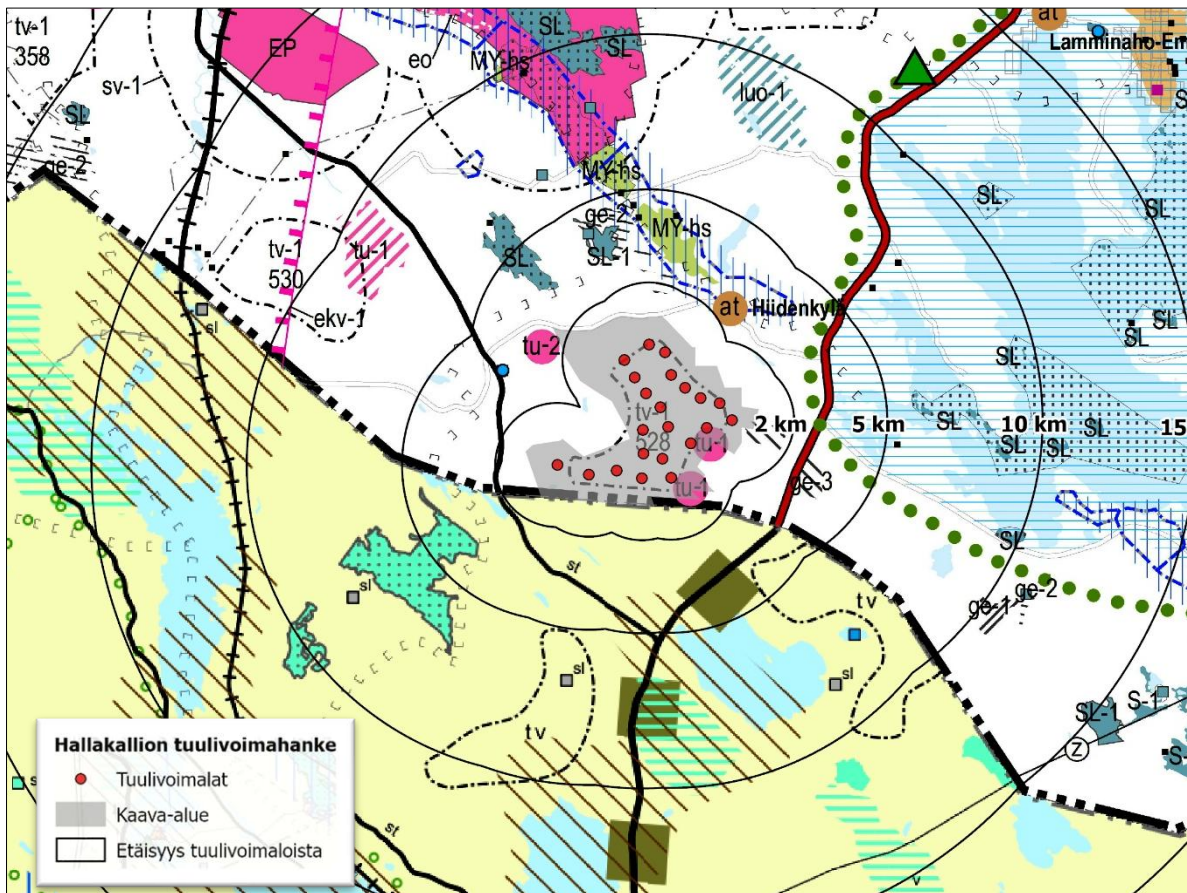 tv-1
358
sv-1
EP
eo
SL
SL
MY-hs
luo-1
at
Lamminaho-Em
SL
ge-2
MY-hs
ge-2
SL
SL-1
MY-hs
SL
SL
tv-1
530
tu-1
ekv-1
at Hiidenkylä
sl
tu-2
SL
SL
SL
tv-1
528
tu-1
2 km
5 km
10 km
15
SL
SL
SL
tu-1
ge-3
SL
st
sl
tv
ge-1
ge-2
sl
tv
sl
SL-1
S-1
Z
S-
st
v
Hallakallion tuulivoimahanke
Tuulivoimalat
Kaava-alue
Etäisyys tuulivoimaloista